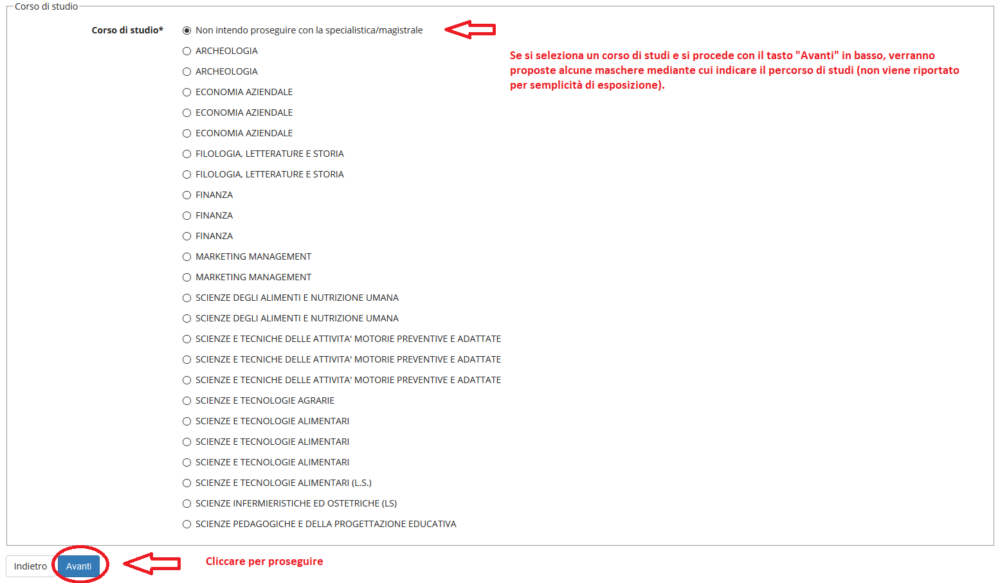 Corso di studio
Corso di studio*
Non intendo proseguire con la specialistica/magistrale
ARCHEOLOGIA
Se si seleziona un corso di studi e si procede con il tasto "Avanti" in basso, verranno
proposte alcune maschere mediante cui indicare il percorso di studi (non viene riportato
per semplicità di esposizione).
ARCHEOLOGIA
ECONOMIA AZIENDALE
ECONOMIA AZIENDALE
ECONOMIA AZIENDALE
FILOLOGIA, LETTERATURE E STORIA
FILOLOGIA, LETTERATURE E STORIA
FINANZA
FINANZA
FINANZA
MARKETING MANAGEMENT
MARKETING MANAGEMENT
SCIENZE DEGLI ALIMENTI E NUTRIZIONE UMANA
SCIENZE DEGLI ALIMENTI E NUTRIZIONE UMANA
SCIENZE E TECNICHE DELLE ATTIVITA' MOTORIE PREVENTIVE E ADATTATE
SCIENZE E TECNICHE DELLE ATTIVITA' MOTORIE PREVENTIVE E ADATTATE
SCIENZE E TECNICHE DELLE ATTIVITA' MOTORIE PREVENTIVE E ADATTATE
SCIENZE E TECNOLOGIE AGRARIE
SCIENZE E TECNOLOGIE ALIMENTARI
SCIENZE E TECNOLOGIE ALIMENTARI
SCIENZE E TECNOLOGIE ALIMENTARI
SCIENZE E TECNOLOGIE ALIMENTARI (L.S.)
SCIENZE INFERMIERISTICHE ED OSTETRICHE (LS)
SCIENZE PEDAGOGICHE E DELLA PROGETTAZIONE EDUCATIVA
Indietro
Avanti
Cliccare per proseguire